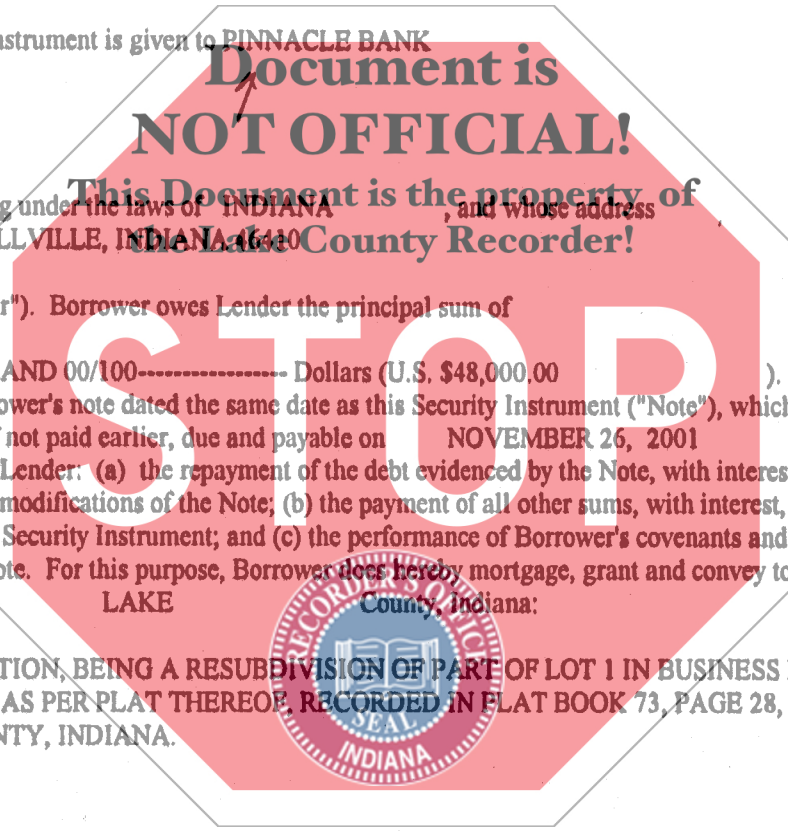 nstrument is given to PINNACLE BANK
Document is
NOT OFFICIAL!
This Document is the property of
g under the laws of INDIANA , and whose address
LLVILLE, INDIANA 46410
the Lake County Recorder!
r"). Borrower owes Lender the principal sum of
STOP
AND 00/100------------------ Dollars (U.S. $48,000.00 ).
ower's note dated the same date as this Security Instrument ("Note"), which
f not paid earlier, due and payable on NOVEMBER 26, 2001
Lender: (a) the repayment of the debt evidenced by the Note, with interes
modifications of the Note; (b) the payment of all other sums, with interest,
Security Instrument; and (c) the performance of Borrower's covenants and
ote. For this purpose, Borrower does hereby mortgage, grant and convey to
LAKE County, Indiana:
RECORDER'S OFFICE
TION, BEING A RESUBDIVISION OF PART OF LOT 1 IN BUSINESS
AS PER PLAT THEREOF, RECORDED IN PLAT BOOK 73, PAGE 28,
NTY, INDIANA.
SEAL
INDIANA